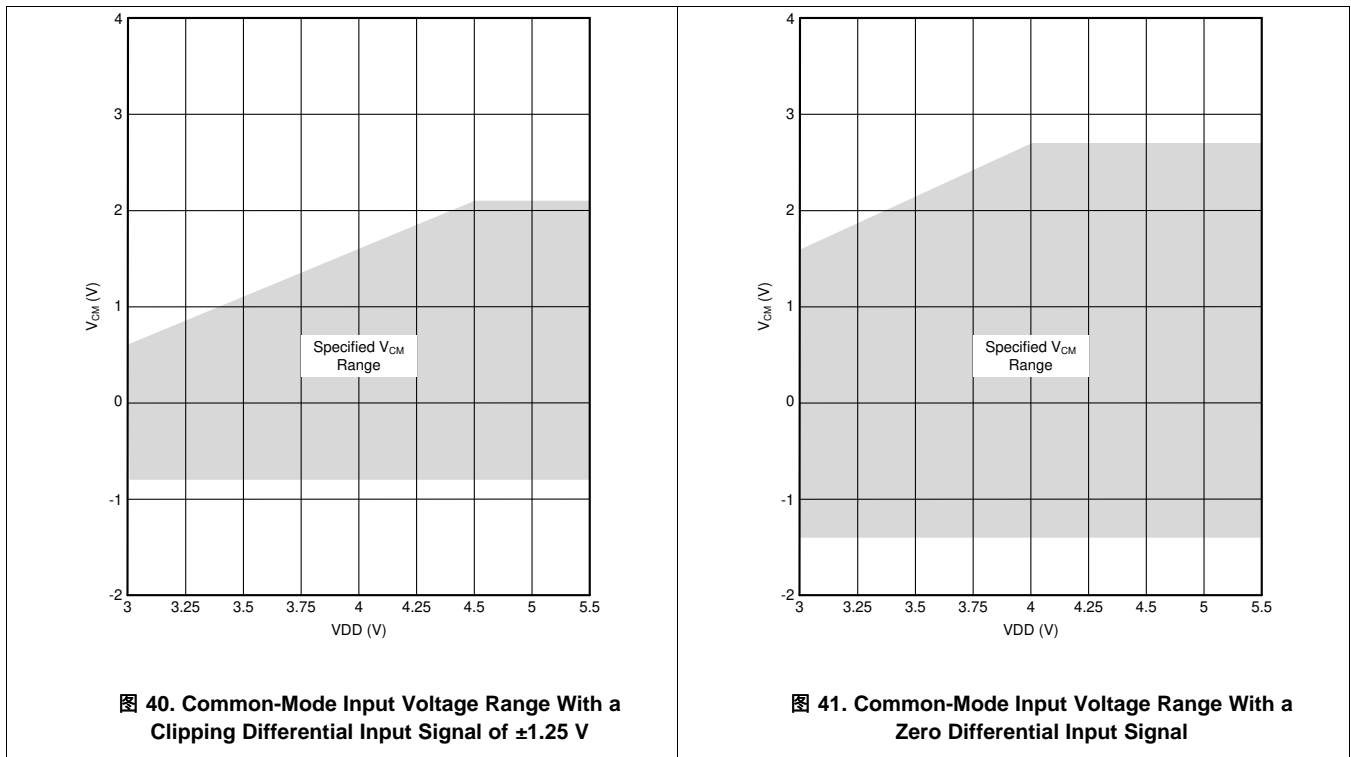 4
3
2
1
0
-1
-2
V_CM (V)
Specified V_CM
Range
3 3.25 3.5 3.75 4 4.25 4.5 5 5.5
VDD (V)
图 40. Common-Mode Input Voltage Range With a
Clipping Differential Input Signal of ±1.25 V
4
3
2
1
0
-1
-2
V_CM (V)
Specified V_CM
Range
3 3.25 3.5 3.75 4 4.25 4.5 5 5.5
VDD (V)
图 41. Common-Mode Input Voltage Range With a
Zero Differential Input Signal